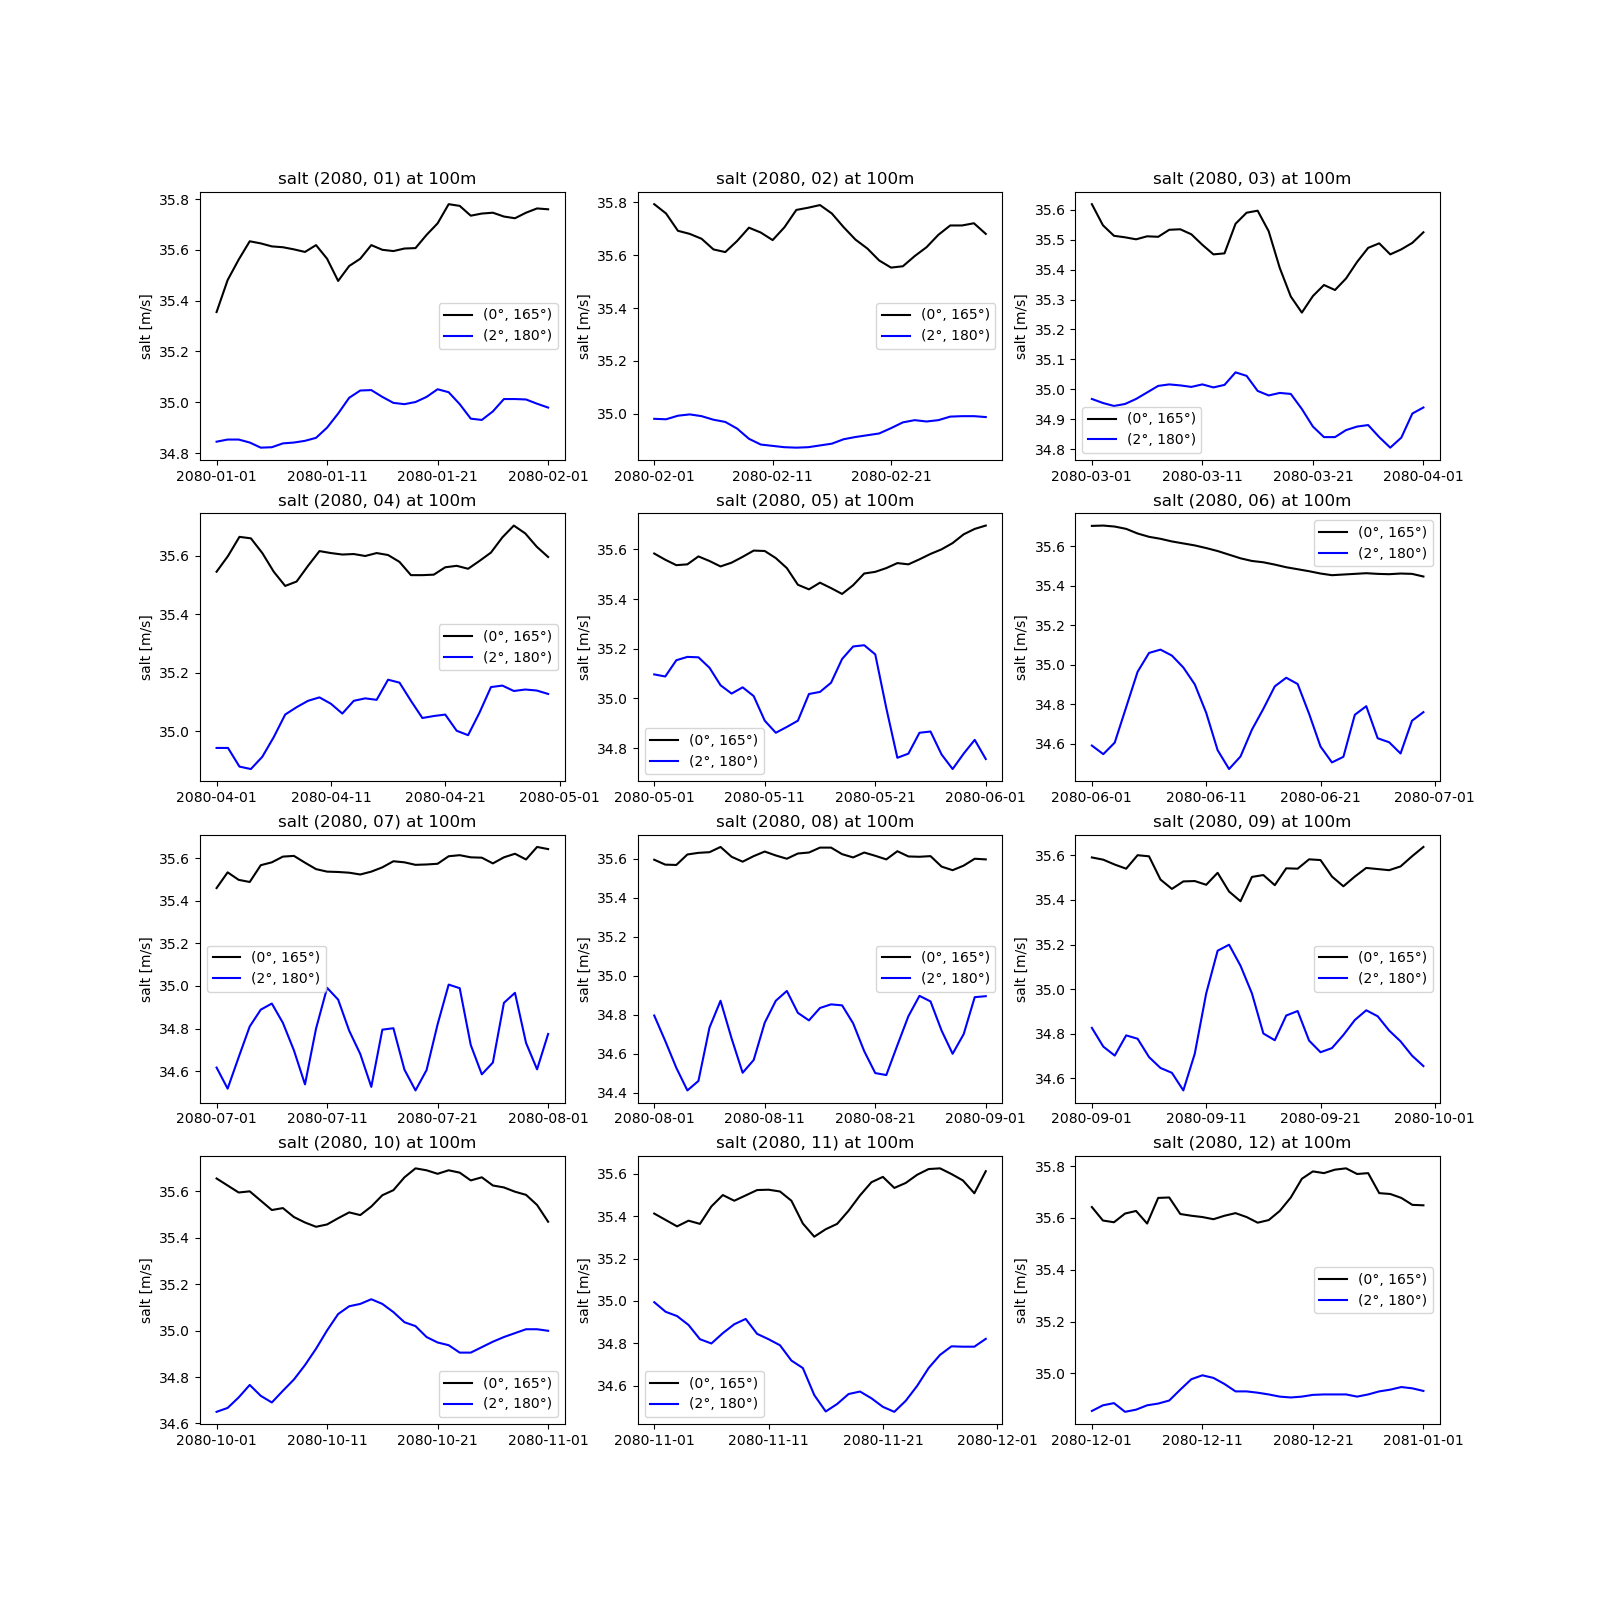 salt (2080, 01) at 100m
salt [m/s]
35.8
35.6
35.4
35.2
35.0
34.8
(0°, 165°)
(2°, 180°)
2080-01-01 2080-01-11 2080-01-21 2080-02-01
salt (2080, 02) at 100m
salt [m/s]
35.8
35.6
35.4
35.2
35.0
(0°, 165°)
(2°, 180°)
2080-02-01 2080-02-11 2080-02-21
salt (2080, 03) at 100m
salt [m/s]
35.6
35.5
35.4
35.3
35.2
35.1
35.0
34.9
34.8
(0°, 165°)
(2°, 180°)
2080-03-01 2080-03-11 2080-03-21 2080-04-01
salt (2080, 04) at 100m
salt [m/s]
35.6
35.4
35.2
35.0
(0°, 165°)
(2°, 180°)
2080-04-01 2080-04-11 2080-04-21 2080-05-01
salt (2080, 05) at 100m
salt [m/s]
35.6
35.4
35.2
35.0
34.8
(0°, 165°)
(2°, 180°)
2080-05-01 2080-05-11 2080-05-21 2080-06-01
salt (2080, 06) at 100m
salt [m/s]
35.6
35.4
35.2
35.0
34.8
34.6
(0°, 165°)
(2°, 180°)
2080-06-01 2080-06-11 2080-06-21 2080-07-01
salt (2080, 07) at 100m
salt [m/s]
35.6
35.4
35.2
35.0
34.8
34.6
(0°, 165°)
(2°, 180°)
2080-07-01 2080-07-11 2080-07-21 2080-08-01
salt (2080, 08) at 100m
salt [m/s]
35.6
35.4
35.2
35.0
34.8
34.6
34.4
(0°, 165°)
(2°, 180°)
2080-08-01 2080-08-11 2080-08-21 2080-09-01
salt (2080, 09) at 100m
salt [m/s]
35.6
35.4
35.2
35.0
34.8
34.6
(0°, 165°)
(2°, 180°)
2080-09-01 2080-09-11 2080-09-21 2080-10-01
salt (2080, 10) at 100m
salt [m/s]
35.6
35.4
35.2
35.0
34.8
34.6
(0°, 165°)
(2°, 180°)
2080-10-01 2080-10-11 2080-10-21 2080-11-01
salt (2080, 11) at 100m
salt [m/s]
35.6
35.4
35.2
35.0
34.8
34.6
(0°, 165°)
(2°, 180°)
2080-11-01 2080-11-11 2080-11-21 2080-12-01
salt (2080, 12) at 100m
salt [m/s]
35.8
35.6
35.4
35.2
35.0
(0°, 165°)
(2°, 180°)
2080-12-01 2080-12-11 2080-12-21 2081-01-01